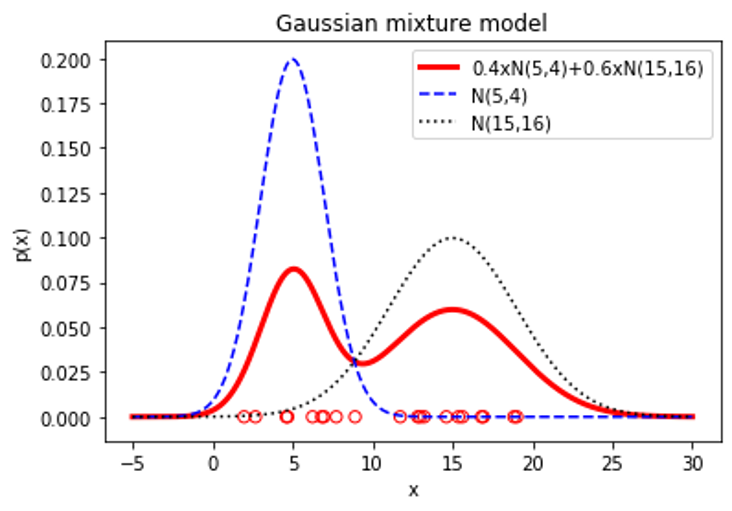 Gaussian mixture model
0.4xN(5,4)+0.6xN(15,16)
N(5,4)
N(15,16)
p(x)
0.200
0.175
0.150
0.125
0.100
0.075
0.050
0.025
0.000
−5 0 5 10 15 20 25 30
x